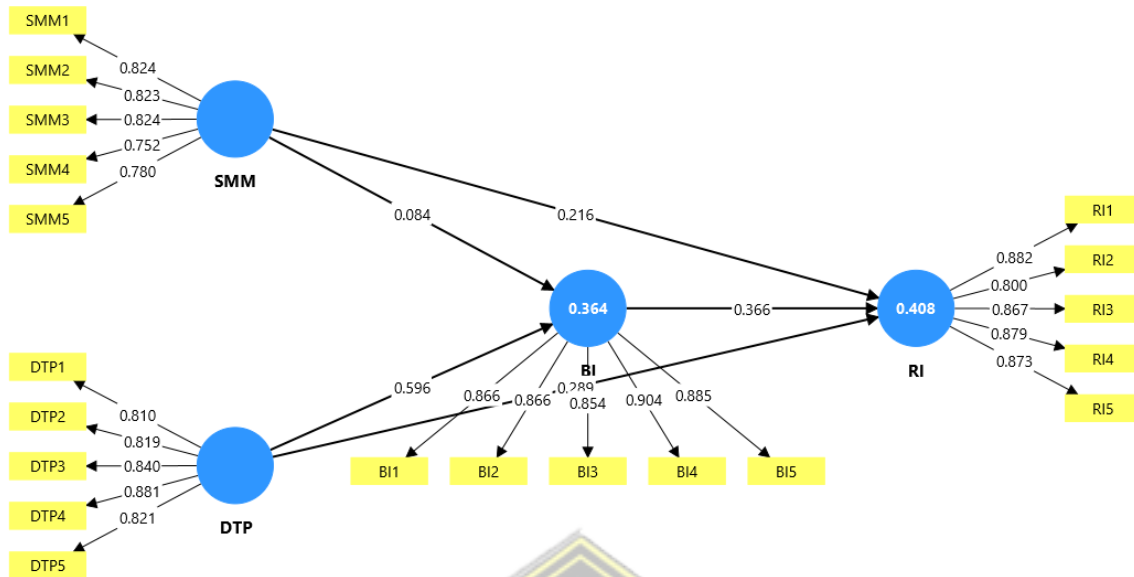 SMM1
SMM2
SMM3
SMM4
SMM5
0.824
0.823
0.824
0.752
0.780
SMM
0.084
0.216
DTP1
DTP2
DTP3
DTP4
DTP5
0.810
0.819
0.840
0.881
0.821
DTP
0.596
0.289
0.364
BI
0.366
0.866
0.866
0.854
0.904
0.885
BI1
BI2
BI3
BI4
BI5
0.408
RI
0.882
0.800
0.867
0.879
0.873
RI1
RI2
RI3
RI4
RI5